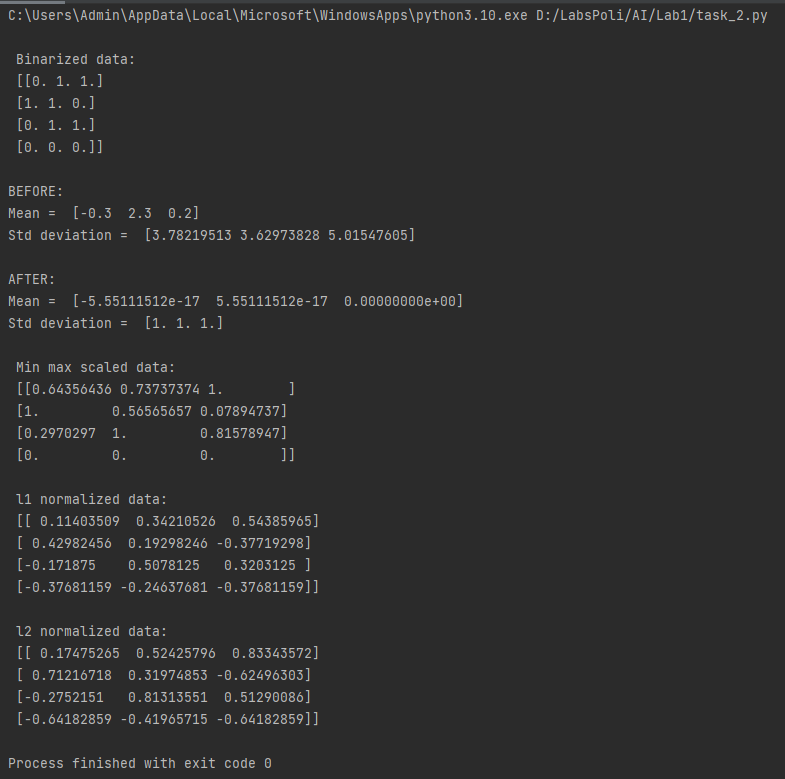 C:\Users\Admin\AppData\Local\Microsoft\WindowsApps\python3.10.exe D:/LabsPoli/AI/Lab1/task_2.py
Binarized data:
[[0. 1. 1.]
[1. 1. 0.]
[0. 1. 1.]
[0. 0. 0.]]
BEFORE:
Mean =  [-0.3  2.3  0.2]
Std deviation =  [3.78219513 3.62973828 5.01547605]
AFTER:
Mean =  [-5.55111512e-17  5.55111512e-17  0.00000000e+00]
Std deviation =  [1. 1. 1.]
Min max scaled data:
[[0.64356436 0.73737374 1.        ]
[1.         0.56565657 0.07894737]
[0.2970297  1.         0.81578947]
[0.         0.         0.        ]]
l1 normalized data:
[[ 0.11403509  0.34210526  0.54385965]
[ 0.42982456  0.19298246 -0.37719298]
[-0.171875    0.5078125   0.3203125 ]
[-0.37681159 -0.24637681 -0.37681159]]
l2 normalized data:
[[ 0.17475265  0.52425796  0.83343572]
[ 0.71216718  0.31974853 -0.62496303]
[-0.2752151   0.81313551  0.51290086]
[-0.64182859 -0.41965715 -0.64182859]]
Process finished with exit code 0